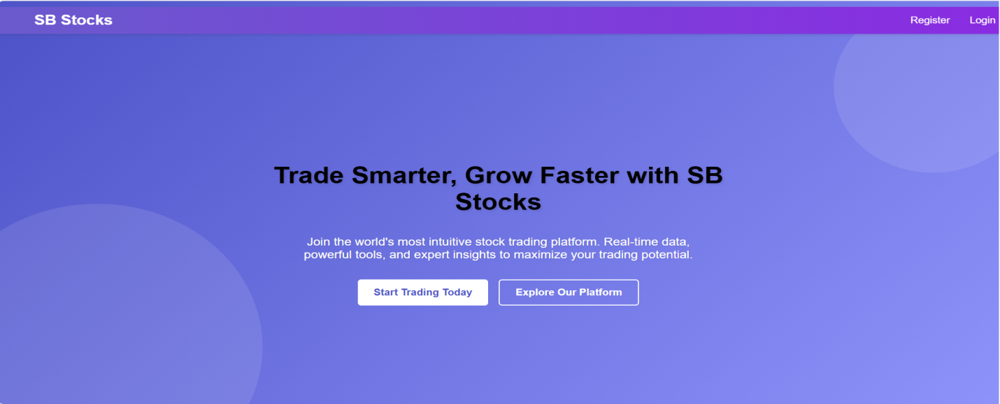 SB Stocks
Register
Login
Trade Smarter, Grow Faster with SB
Stocks
Join the world's most intuitive stock trading platform. Real-time data,
powerful tools, and expert insights to maximize your trading potential.
Start Trading Today
Explore Our Platform